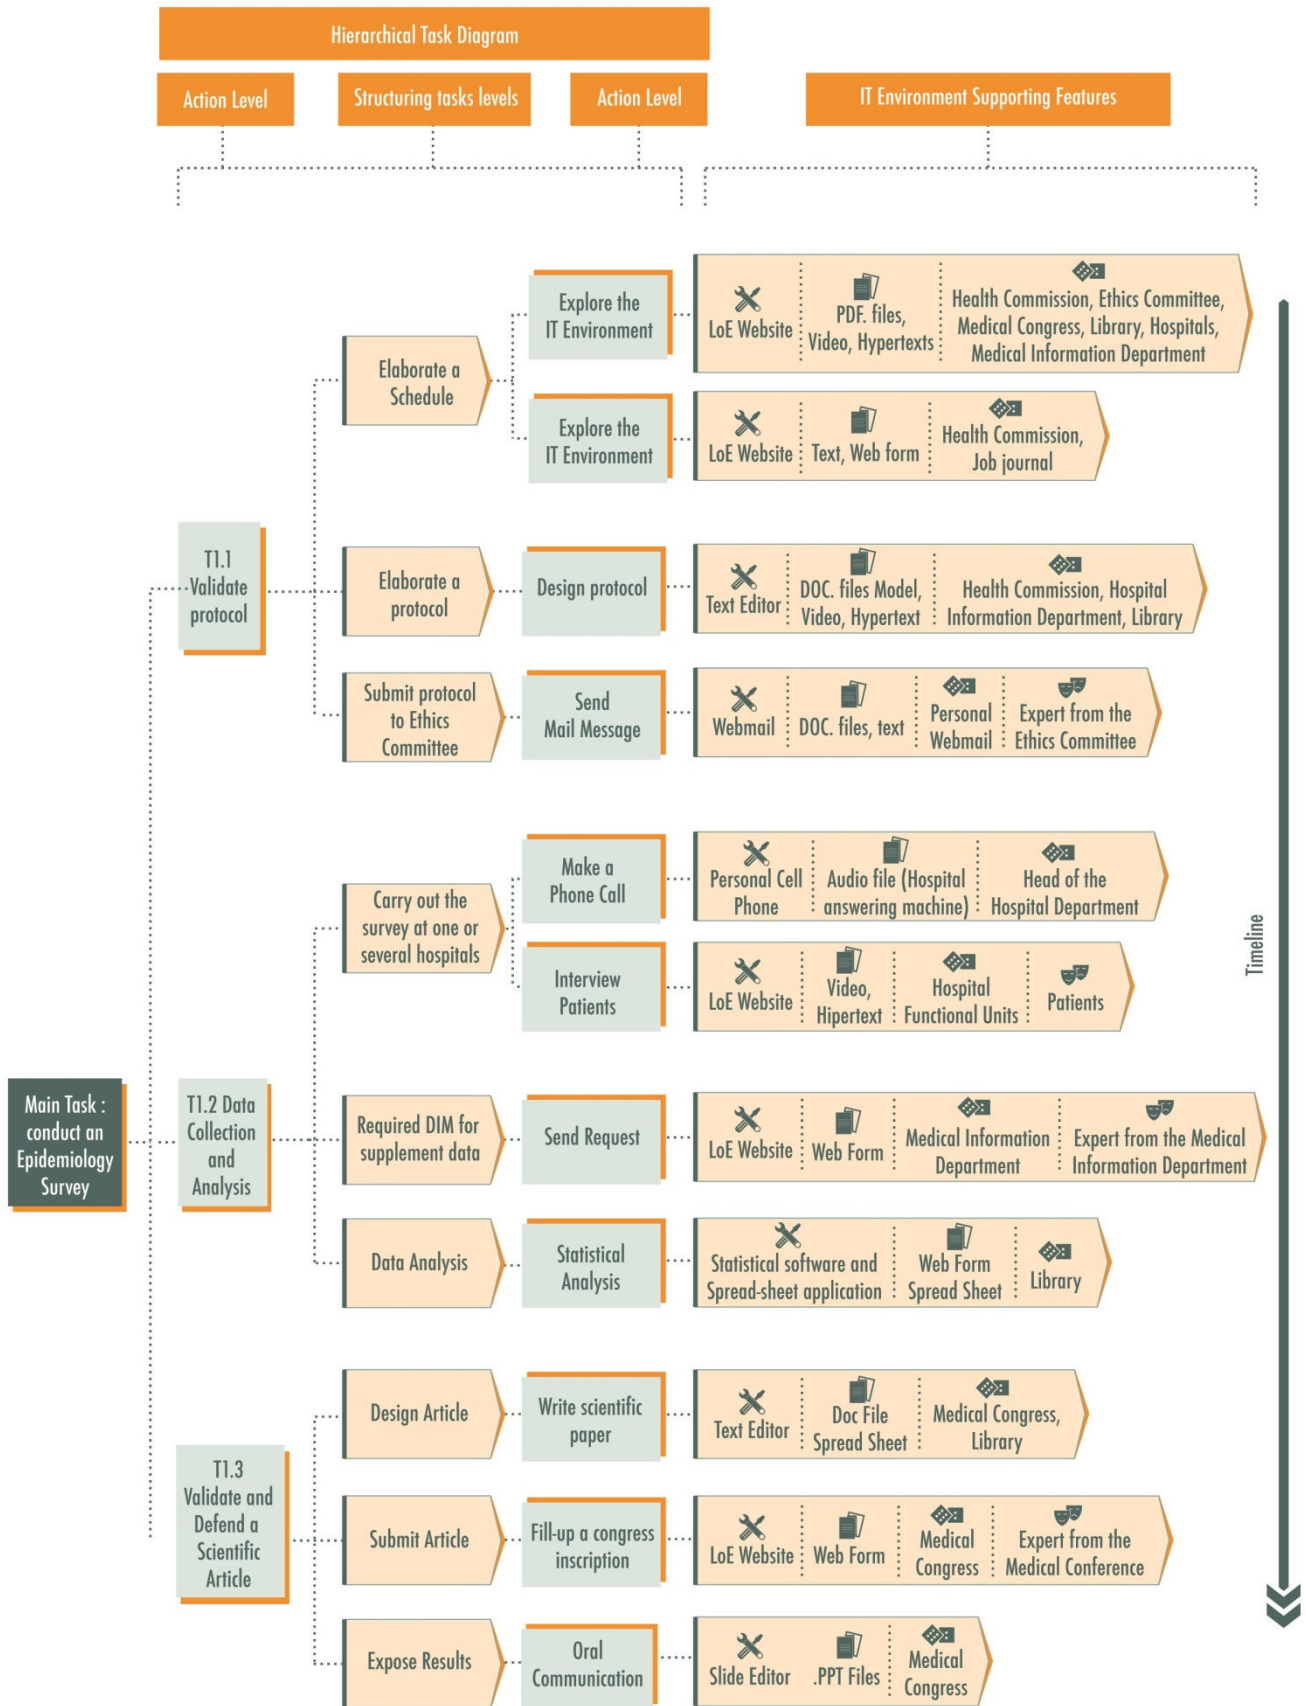 Hierarchical Task Diagram
Action Level
Structuring tasks levels
Action Level
IT Environment Supporting Features
Explore the
IT Environment
LoE Website
PDF. files,
Video, Hypertexts
Health Commission, Ethics Committee,
Medical Congress, Library, Hospitals,
Medical Information Department
Elaborate a
Schedule
Explore the
IT Environment
LoE Website
Text, Web form
Health Commission,
Job journal
T1.1
Validate
protocol
Elaborate a
protocol
Design protocol
Text Editor
DOC. files Model,
Video, Hypertext
Health Commission, Hospital
Information Department, Library
Submit protocol
to Ethics
Committee
Send
Mail Message
Webmail
DOC. files, text
Personal
Webmail
Expert from the
Ethics Committee
Carry out the
survey at one or
several hospitals
Make a
Phone Call
Personal Cell
Phone
Audio file (Hospital
answering machine)
Head of the
Hospital Department
Interview
Patients
LoE Website
Video,
Hipertext
Hospital
Functional Units
Patients
Timeline
Main Task :
conduct an
Epidemiology
Survey
T1.2 Data
Collection
and
Analysis
Required DIM for
supplement data
Send Request
LoE Website
Web Form
Medical Information
Department
Expert from the Medical
Information Department
Data Analysis
Statistical
Analysis
Statistical software and
Spread-sheet application
Web Form
Spread Sheet
Library
Design Article
Write scientific
paper
Text Editor
Doc File
Spread Sheet
Medical Congress,
Library
T1.3
Validate and
Defend a
Scientific
Article
Submit Article
Fill-up a congress
inscription
LoE Website
Web Form
Medical
Congress
Expert from the
Medical Conference
Expose Results
Oral
Communication
Slide Editor
.PPT Files
Medical
Congress